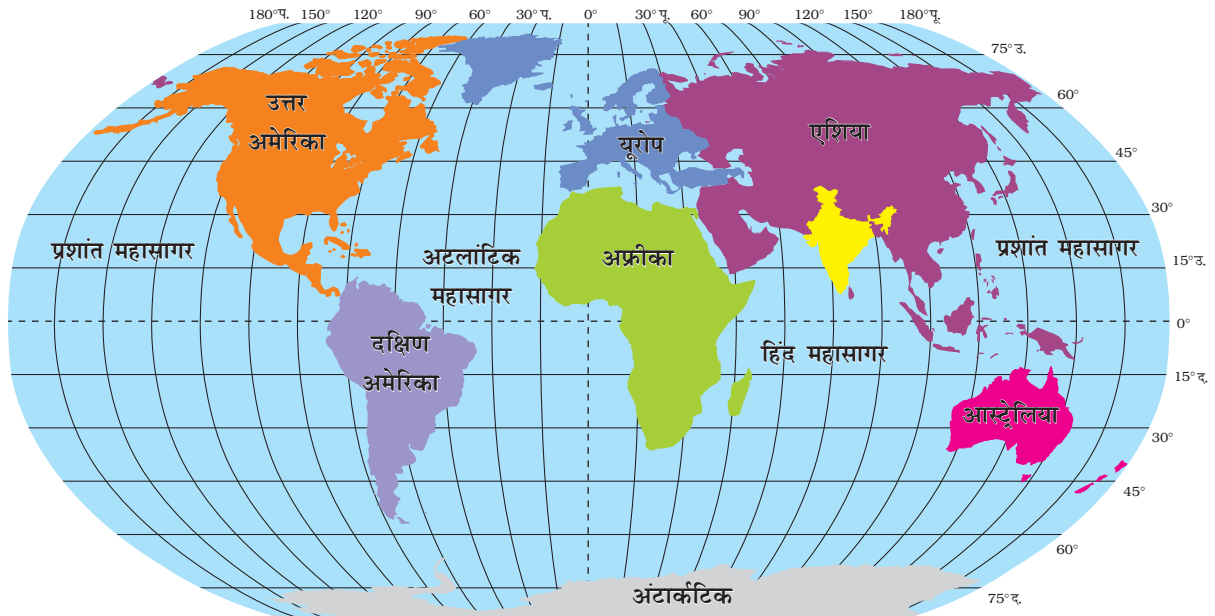 180°प. 150° 120° 90° 60° 30°प. 0° 30°पू. 60° 90° 120° 150° 180°पू.
75°उ.
60°
45°
30°
15°उ.
0°
15°द.
30°
45°
60°
75°द.
उत्तर
अमेरिका
यूरोप
एशिया
प्रशांत महासागर
अटलांटिक
महासागर
अफ्रीका
प्रशांत महासागर
दक्षिण
अमेरिका
हिंद महासागर
आस्ट्रेलिया
अंटार्कटिक